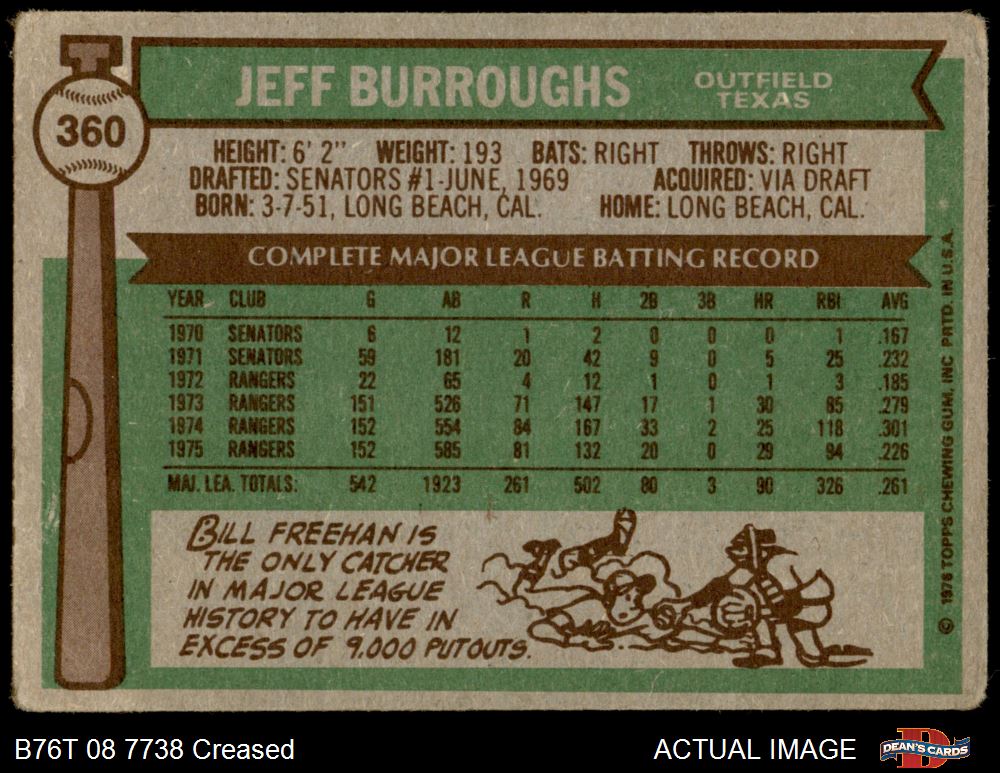 360
JEFF BURROUGHS
OUTFIELD
TEXAS
HEIGHT: 6' 2" WEIGHT: 193 BATS: RIGHT THROWS: RIGHT
DRAFTED: SENATORS #1-JUNE, 1969 ACQUIRED: VIA DRAFT
BORN: 3-7-51, LONG BEACH, CAL. HOME: LONG BEACH, CAL.
COMPLETE MAJOR LEAGUE BATTING RECORD
YEAR CLUB G AB R H 2B 3B HR RBI AVG
1970 SENATORS 6 12 1 2 0 0 0 1 .167
1971 SENATORS 59 181 20 42 9 0 5 25 .232
1972 RANGERS 22 65 4 12 1 0 1 3 .185
1973 RANGERS 151 526 71 147 17 1 30 85 .279
1974 RANGERS 152 554 84 167 33 2 25 118 .301
1975 RANGERS 152 585 81 132 20 0 29 94 .226
MAJ. LEA. TOTALS: 542 1923 261 502 80 3 90 326 .261
BILL FREEHAN IS
THE ONLY CATCHER
IN MAJOR LEAGUE
HISTORY TO HAVE IN
EXCESS OF 9,000 PUTOUTS.
© 1976 TOPPS CHEWING GUM, INC PRTD. IN U.S.A.
B76T 08 7738 Creased
ACTUAL IMAGE
DEAN'S CARDS